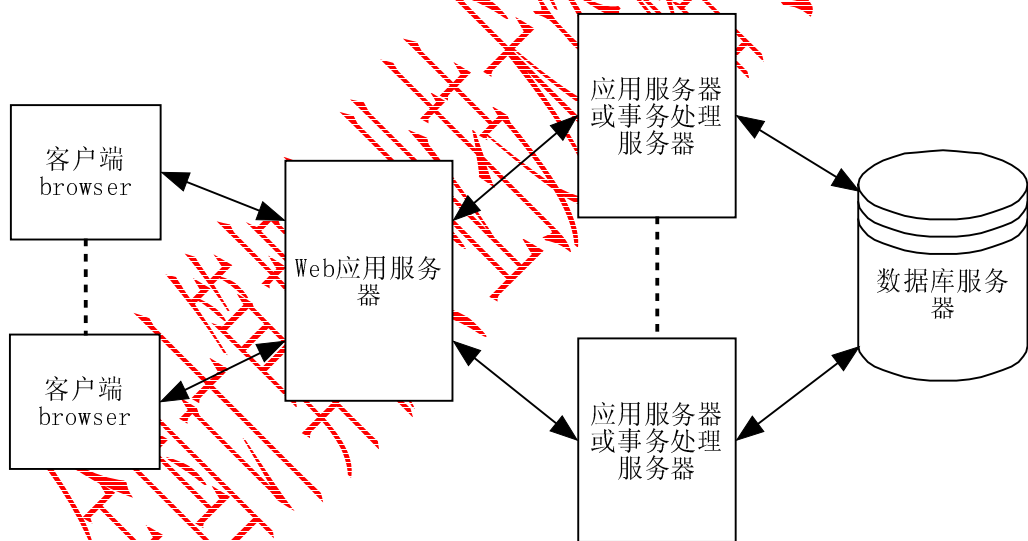 应用服务器
或事务处理
服务器
客户端
browser
Web应用服务
器
数据库服务
器
客户端
browser
应用服务器
或事务处理
服务器